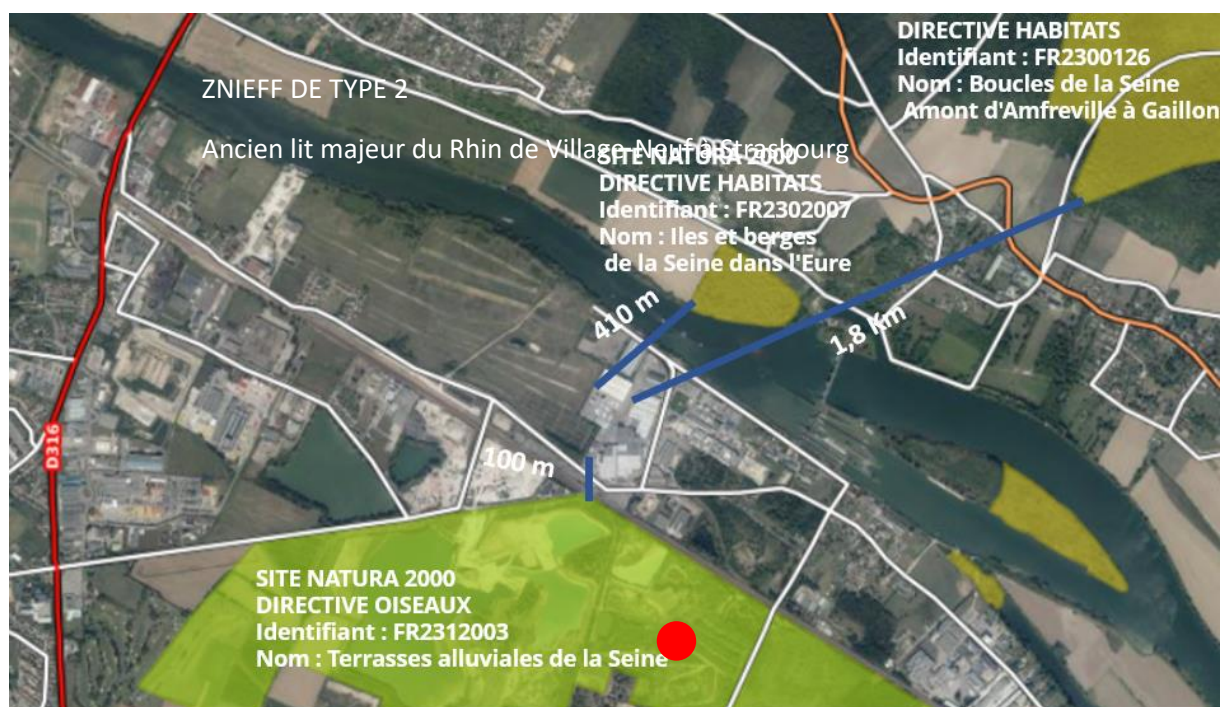 DIRECTIVE HABITATS
Identifiant : FR2300126
Nom : Boucles de la Seine
Amont d'Amfreville à Gaillon
ZNIEFF DE TYPE 2
Ancien lit majeur du Rhin de Village-Neuf à Strasbourg
SITE NATURA 2000
DIRECTIVE HABITATS
Identifiant : FR2302007
Nom : Iles et berges
de la Seine dans l'Eure
410 m
1,8 Km
D316
100 m
SITE NATURA 2000
DIRECTIVE OISEAUX
Identifiant : FR2312003
Nom : Terrasses alluviales de la Seine